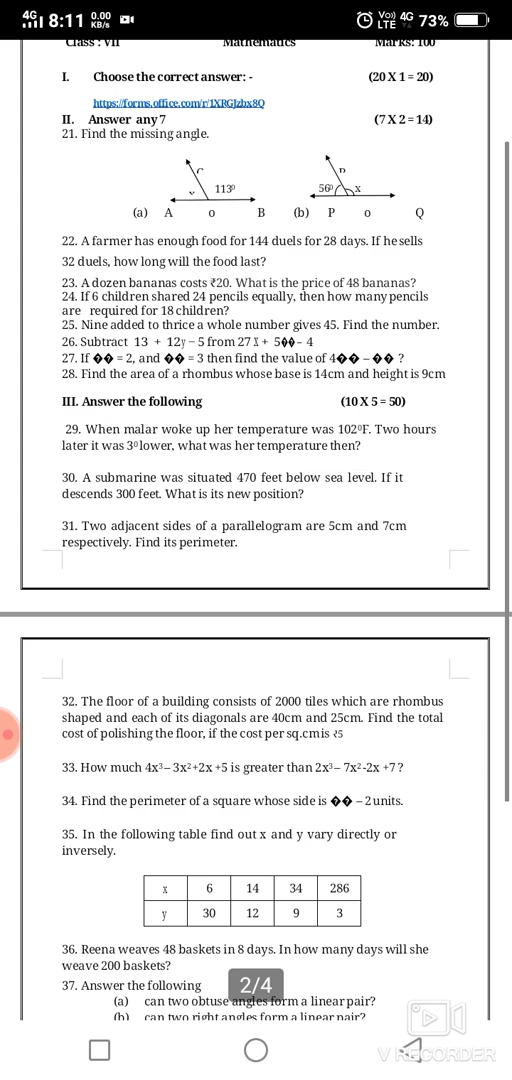 4G 8:11 0.00 KB/s Vo) LTE 4G 73%
Class : VII Mathematics Marks: 100
I. Choose the correct answer: - (20 X 1 = 20)
https://forms.office.com/r/1XRGJzbx8Q
II. Answer any 7 (7 X 2 = 14)
21. Find the missing angle.
C D
x 113⁰ 56⁰ x
(a) A o B (b) P o Q
22. A farmer has enough food for 144 duels for 28 days. If he sells
32 duels, how long will the food last?
23. A dozen bananas costs ₹20. What is the price of 48 bananas?
24. If 6 children shared 24 pencils equally, then how many pencils
are required for 18 children?
25. Nine added to thrice a whole number gives 45. Find the number.
26. Subtract 13 + 12y – 5 from 27 x + 5�� – 4
27. If �� = 2, and �� = 3 then find the value of 4�� – �� ?
28. Find the area of a rhombus whose base is 14cm and height is 9cm
III. Answer the following (10 X 5 = 50)
29. When malar woke up her temperature was 102⁰F. Two hours
later it was 3⁰ lower, what was her temperature then?
30. A submarine was situated 470 feet below sea level. If it
descends 300 feet. What is its new position?
31. Two adjacent sides of a parallelogram are 5cm and 7cm
respectively. Find its perimeter.
32. The floor of a building consists of 2000 tiles which are rhombus
shaped and each of its diagonals are 40cm and 25cm. Find the total
cost of polishing the floor, if the cost per sq.cm is ₹5
33. How much 4x³ – 3x²+2x +5 is greater than 2x³ – 7x² -2x +7 ?
34. Find the perimeter of a square whose side is �� – 2 units.
35. In the following table find out x and y vary directly or
inversely.
x 6 14 34 286
y 30 12 9 3
36. Reena weaves 48 baskets in 8 days. In how many days will she
weave 200 baskets?
37. Answer the following
2/4
(a) can two obtuse angles form a linear pair?
(b) can two right angles form a linear pair?
V RECORDER